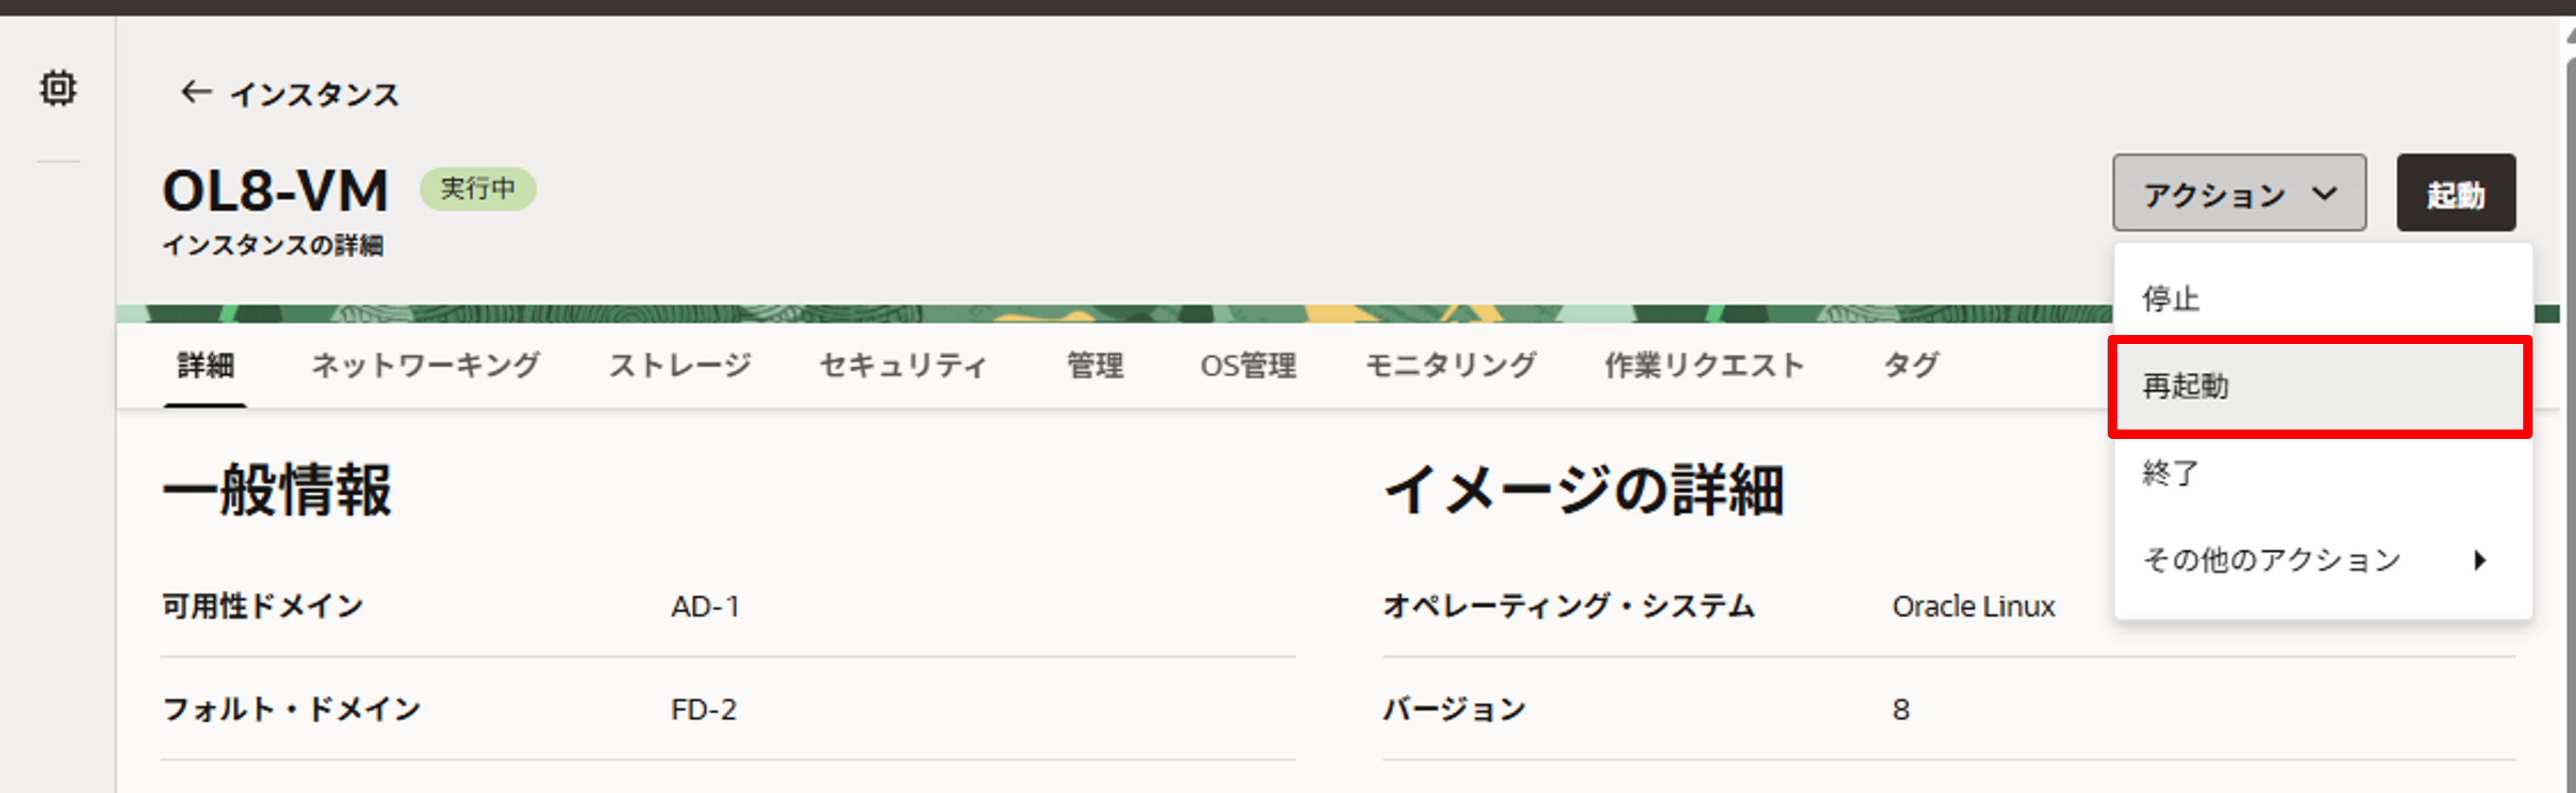 インスタンス
OL8-VM 実行中
アクション 起動
インスタンスの詳細
停止
再起動
終了
その他のアクション
詳細 ネットワーキング ストレージ セキュリティ 管理 OS管理 モニタリング 作業リクエスト タグ
一般情報
可用性ドメイン AD-1
フォルト・ドメイン FD-2
イメージの詳細
オペレーティング・システム Oracle Linux
バージョン 8